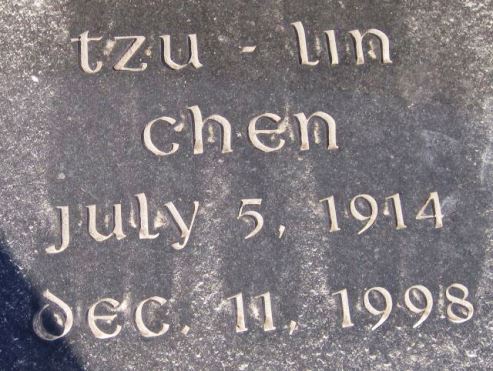 tzu - lin
chen
july 5, 1914
dec. 11, 1998